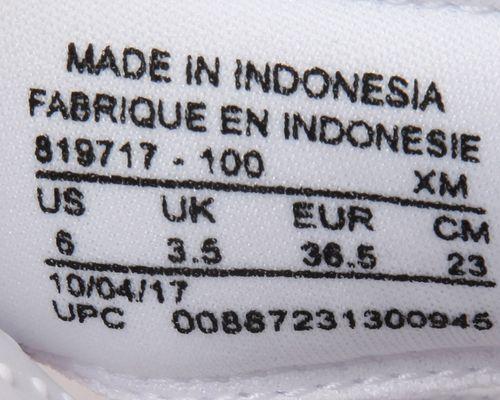 MADE IN INDONESIA
FABRIQUE EN INDONESIE
819717 - 100 XM
US UK EUR CM
6 3.5 36.5 23
10/04/17
UPC 00887231300945